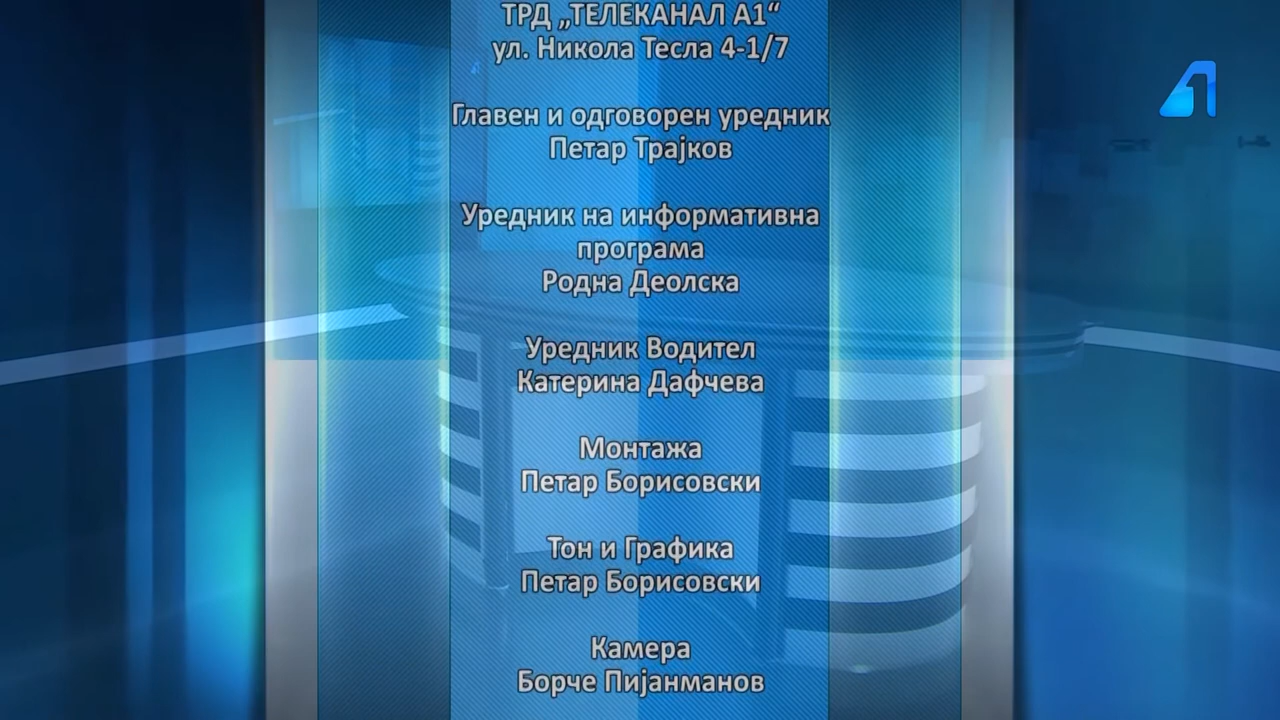 ТРД „ТЕЛЕКАНАЛ А1“
ул. Никола Тесла 4-1/7
Главен и одговорен уредник
Петар Трајков
Уредник на информативна
програма
Родна Деолска
Уредник Водител
Катерина Дафчева
Монтажа
Петар Борисовски
Тон и Графика
Петар Борисовски
Камера
Борче Пијанманов